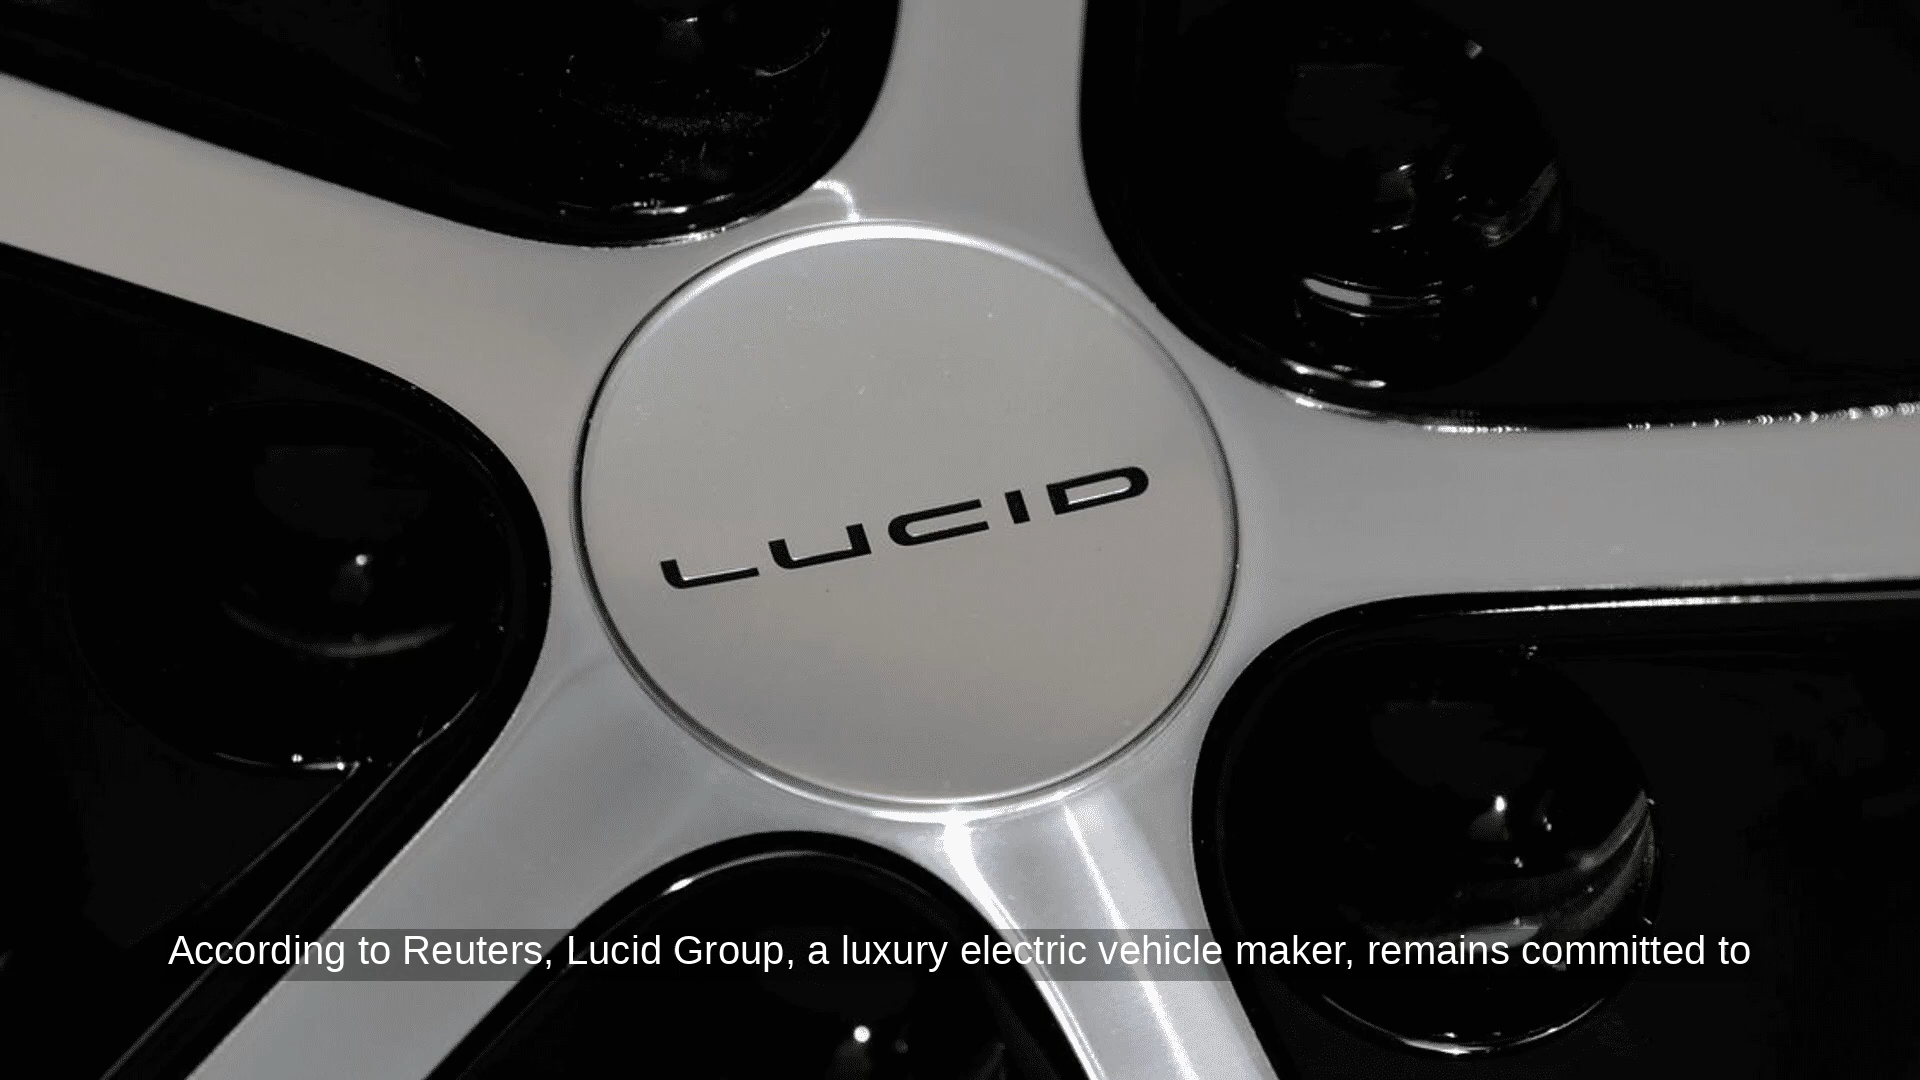 LUCID
According to Reuters, Lucid Group, a luxury electric vehicle maker, remains committed to